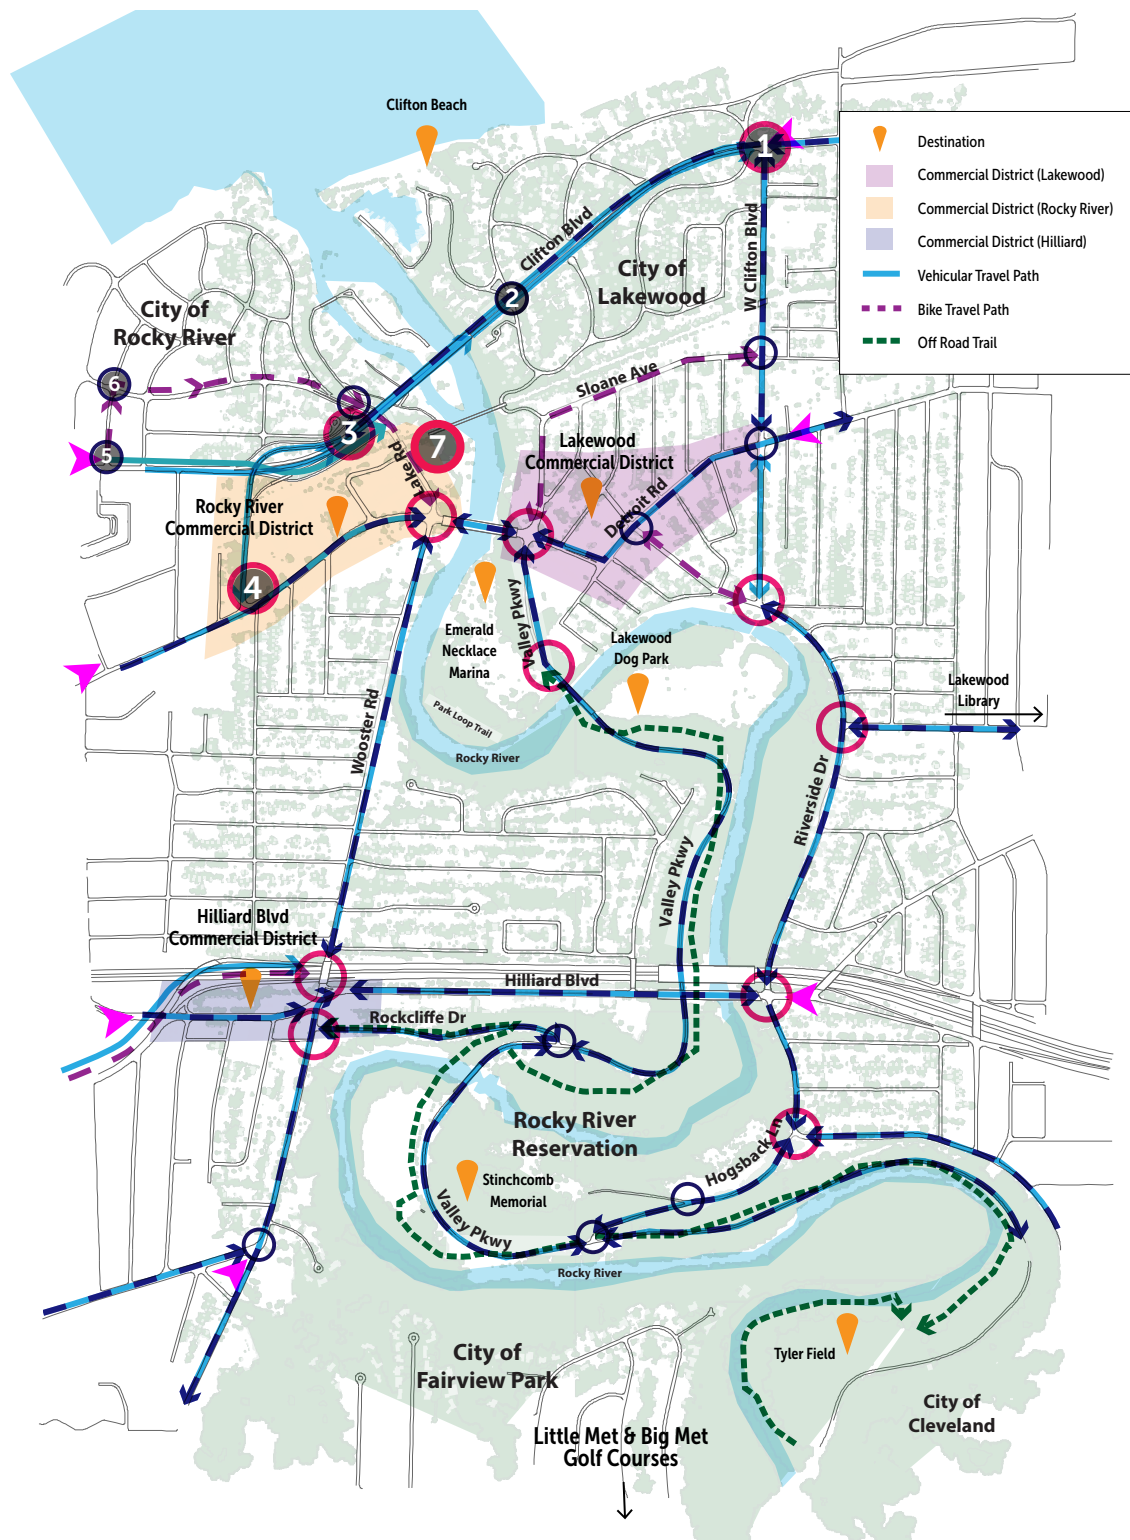 Clifton Beach
1
Destination
Commercial District (Lakewood)
Commercial District (Rocky River)
Commercial District (Hilliard)
Vehicular Travel Path
Bike Travel Path
Off Road Trail
Clifton Blvd
W Clifton Blvd
City of
Lakewood
2
City of
Rocky River
6
5
3
7
Sloane Ave
Lake Rd
Lakewood
Commercial District
Detroit Rd
Rocky River
Commercial District
4
Valley Pkwy
Emerald
Necklace
Marina
Lakewood
Dog Park
Lakewood
Library
Park Loop Trail
Rocky River
Wooster Rd
Riverside Dr
Valley Pkwy
Hilliard Blvd
Commercial District
Hilliard Blvd
Rockcliffe Dr
Rocky River
Reservation
Hogsback Ln
Stinchcomb
Memorial
Valley Pkwy
Rocky River
Tyler Field
City of
Fairview Park
City of
Cleveland
Little Met & Big Met
Golf Courses